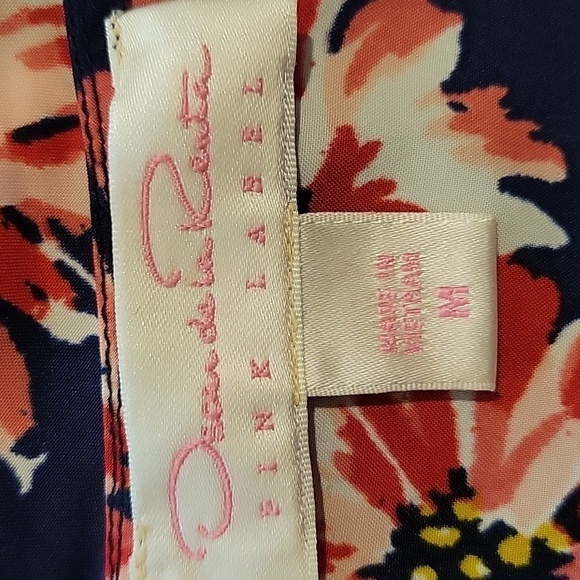 Oscar de la Renta
PINK LABEL
MADE IN
VIETNAM
M